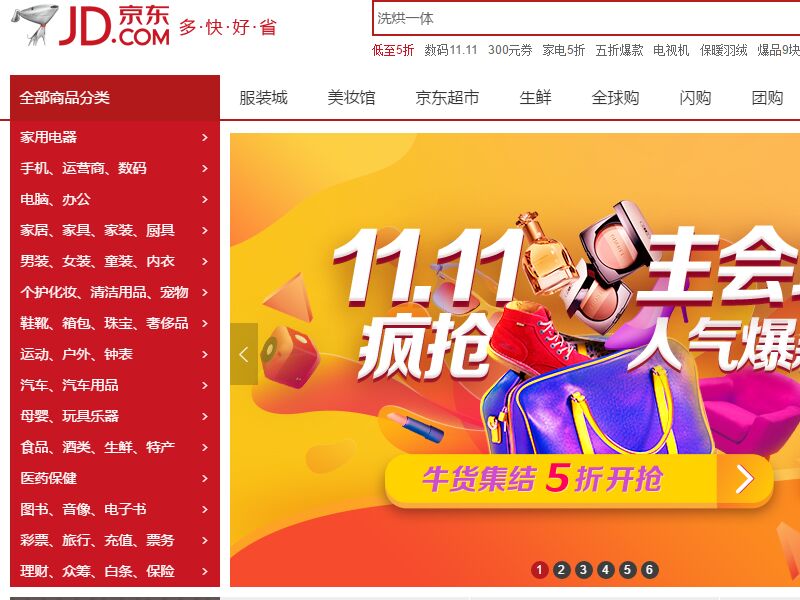 JD 京东
.COM
多·快·好·省
洗烘一体
低至5折 数码11.11 300元券 家电5折 五折爆款 电视机 保暖羽绒 爆品9块
全部商品分类
服装城 美妆馆 京东超市 生鲜 全球购 闪购 团购
家用电器
手机、运营商、数码
电脑、办公
家居、家具、家装、厨具
男装、女装、童装、内衣
个护化妆、清洁用品、宠物
鞋靴、箱包、珠宝、奢侈品
运动、户外、钟表
汽车、汽车用品
母婴、玩具乐器
食品、酒类、生鲜、特产
医药保健
图书、音像、电子书
彩票、旅行、充值、票务
理财、众筹、白条、保险
11.11 主会
疯抢 人气爆
牛货集结 5折开抢
1 2 3 4 5 6